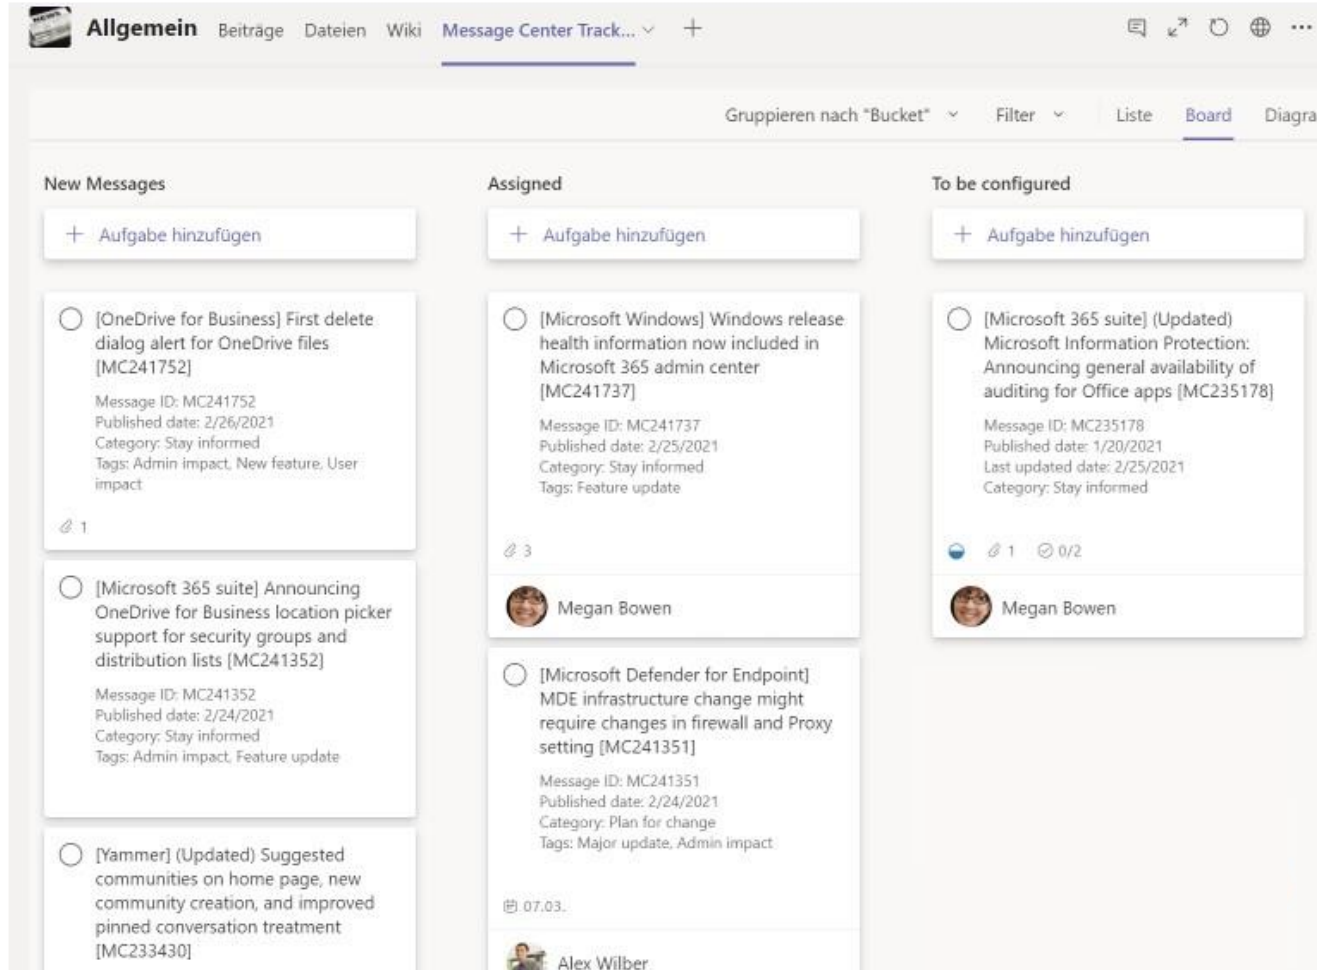 NEWS
Allgemein Beiträge Dateien Wiki Message Center Track...
Gruppieren nach "Bucket" Filter Liste Board Diagra
New Messages
Aufgabe hinzufügen
[OneDrive for Business] First delete
dialog alert for OneDrive files
[MC241752]
Message ID: MC241752
Published date: 2/26/2021
Category: Stay informed
Tags: Admin impact, New feature, User
impact
1
[Microsoft 365 suite] Announcing
OneDrive for Business location picker
support for security groups and
distribution lists [MC241352]
Message ID: MC241352
Published date: 2/24/2021
Category: Stay informed
Tags: Admin impact, Feature update
[Yammer] (Updated) Suggested
communities on home page, new
community creation, and improved
pinned conversation treatment
[MC233430]
Assigned
Aufgabe hinzufügen
[Microsoft Windows] Windows release
health information now included in
Microsoft 365 admin center
[MC241737]
Message ID: MC241737
Published date: 2/25/2021
Category: Stay informed
Tags: Feature update
3
Megan Bowen
[Microsoft Defender for Endpoint]
MDE infrastructure change might
require changes in firewall and Proxy
setting [MC241351]
Message ID: MC241351
Published date: 2/24/2021
Category: Plan for change
Tags: Major update, Admin impact
07.03.
Alex Wilber
To be configured
Aufgabe hinzufügen
[Microsoft 365 suite] (Updated)
Microsoft Information Protection:
Announcing general availability of
auditing for Office apps [MC235178]
Message ID: MC235178
Published date: 1/20/2021
Last updated date: 2/25/2021
Category: Stay informed
1 0/2
Megan Bowen